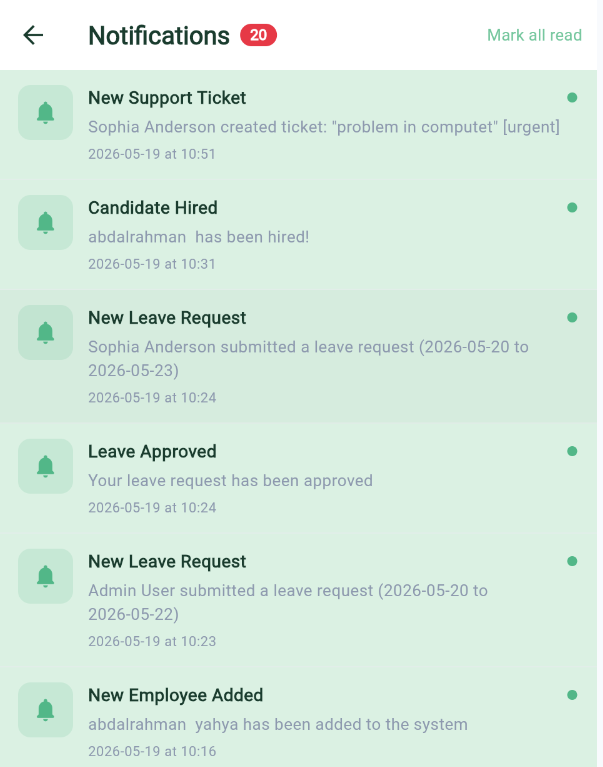 Notifications 20 Mark all read
New Support Ticket
Sophia Anderson created ticket: "problem in computet" [urgent]
2026-05-19 at 10:51
Candidate Hired
abdalrahman  has been hired!
2026-05-19 at 10:31
New Leave Request
Sophia Anderson submitted a leave request (2026-05-20 to
2026-05-23)
2026-05-19 at 10:24
Leave Approved
Your leave request has been approved
2026-05-19 at 10:24
New Leave Request
Admin User submitted a leave request (2026-05-20 to
2026-05-22)
2026-05-19 at 10:23
New Employee Added
abdalrahman  yahya has been added to the system
2026-05-19 at 10:16